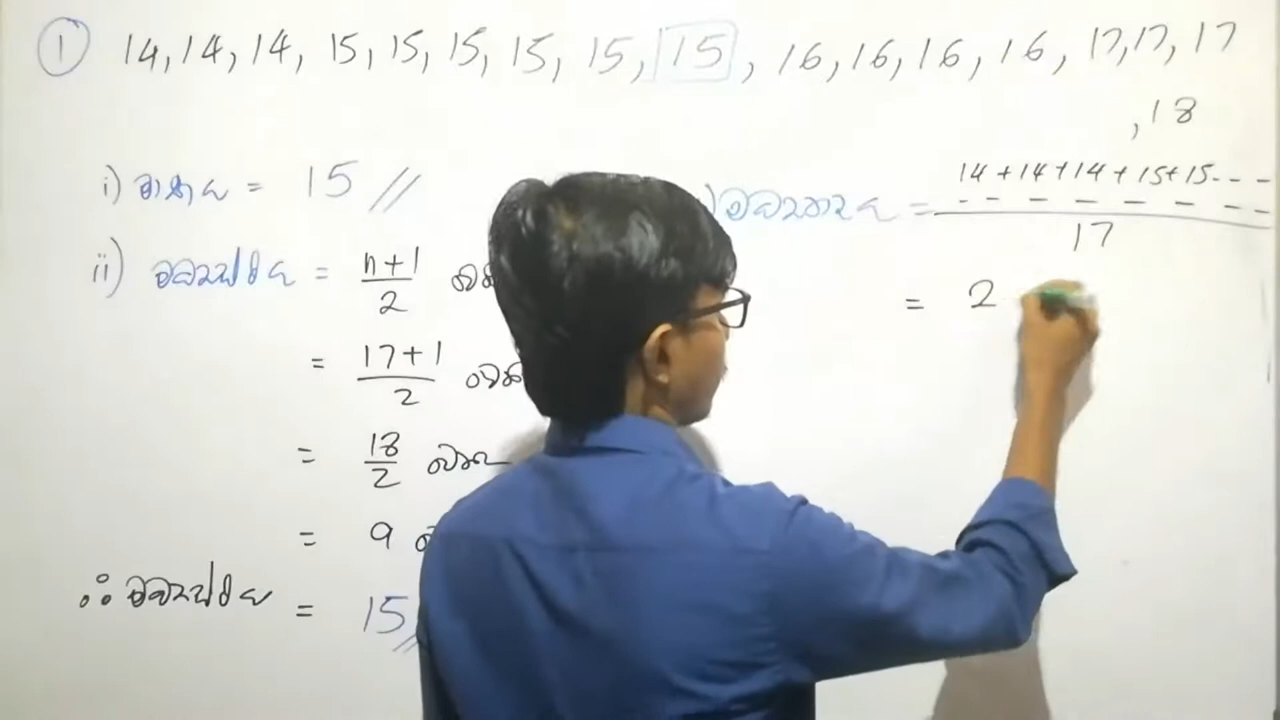 ① 14, 14, 14, 15, 15, 15, 15, 15, 15, 16, 16, 16, 16, 17, 17, 17
, 18
i) මාතය = 15 //
ii) මධ්‍යස්ථය = n+1/2
= 17+1/2
= 18/2 වෙනි
= 9
∴ මධ්‍යස්ථය = 15 //
) මධ්‍යන්‍යය = 14 + 14 + 14 + 15 + 15 - - -
- - - - - - - -
17
= 2